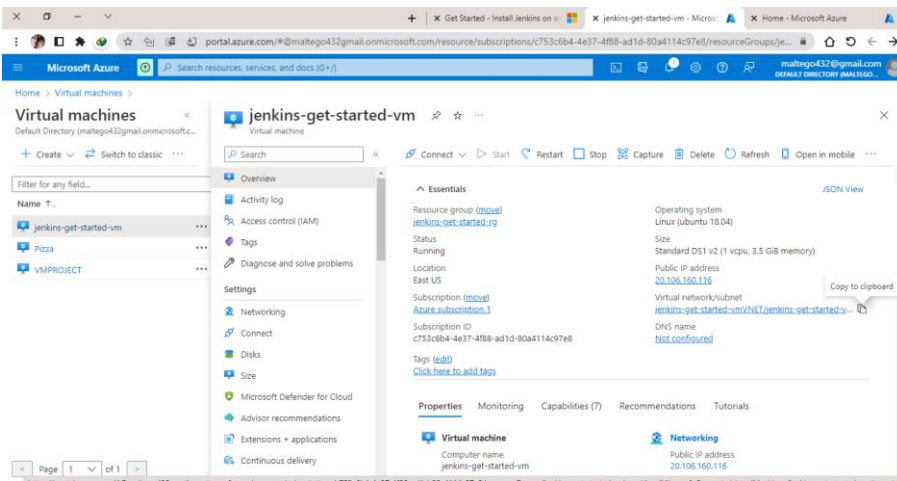 Get Started - Install Jenkins on a
jenkins-get-started-vm - Micros
Home - Microsoft Azure
portal.azure.com/#@maltego432gmail.onmicrosoft.com/resource/subscriptions/c753c6b4-4e37-4f88-ad1d-80a4114c97e8/resourceGroups/je...
Microsoft Azure
Search resources, services, and docs (G+/)
maltego432@gmail.com
DEFAULT DIRECTORY (MALTEGO...
Home > Virtual machines >
Virtual machines
Default Directory (maltego432gmail.onmicrosoft.c...
+ Create
Switch to classic ...
Filter for any field...
Name ↑
jenkins-get-started-vm ...
Pizza ...
VMPROJECT ...
Page 1 of 1
jenkins-get-started-vm ...
Virtual machine
Search
Overview
Activity log
Access control (IAM)
Tags
Diagnose and solve problems
Settings
Networking
Connect
Disks
Size
Microsoft Defender for Cloud
Advisor recommendations
Extensions + applications
Continuous delivery
Connect Start Restart Stop Capture Delete Refresh Open in mobile ...
Essentials
JSON View
Resource group (move)
jenkins-get-started-rg
Status
Running
Location
East US
Subscription (move)
Azure subscription 1
Subscription ID
c753c6b4-4e37-4f88-ad1d-80a4114c97e8
Tags (edit)
Click here to add tags
Operating system
Linux (ubuntu 18.04)
Size
Standard DS1 v2 (1 vcpu, 3.5 GiB memory)
Public IP address
20.106.160.116
Copy to clipboard
Virtual network/subnet
jenkins-get-started-vmVNET/jenkins-get-started-v...
DNS name
Not configured
Properties Monitoring Capabilities (7) Recommendations Tutorials
Virtual machine
Computer name
jenkins-get-started-vm
Networking
Public IP address
20.106.160.116